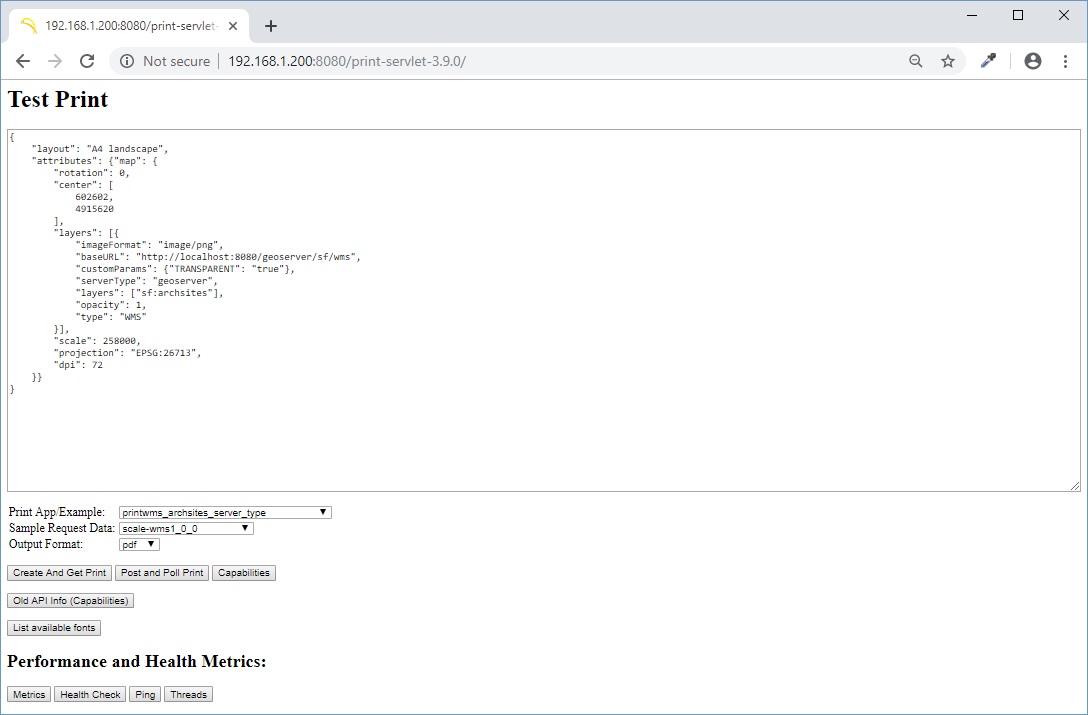 192.168.1.200:8080/print-servlet-
Not secure | 192.168.1.200:8080/print-servlet-3.9.0/
Test Print
{
    "layout": "A4 landscape",
    "attributes": {"map": {
        "rotation": 0,
        "center": [
            602602,
            4915620
        ],
        "layers": [{
            "imageFormat": "image/png",
            "baseURL": "http://localhost:8080/geoserver/sf/wms",
            "customParams": {"TRANSPARENT": "true"},
            "serverType": "geoserver",
            "layers": ["sf:archsites"],
            "opacity": 1,
            "type": "WMS"
        }],
        "scale": 258000,
        "projection": "EPSG:26713",
        "dpi": 72
    }}
}
Print App/Example: printwms_archsites_server_type
Sample Request Data: scale-wms1_0_0
Output Format: pdf
Create And Get Print Post and Poll Print Capabilities
Old API Info (Capabilities)
List available fonts
Performance and Health Metrics:
Metrics Health Check Ping Threads